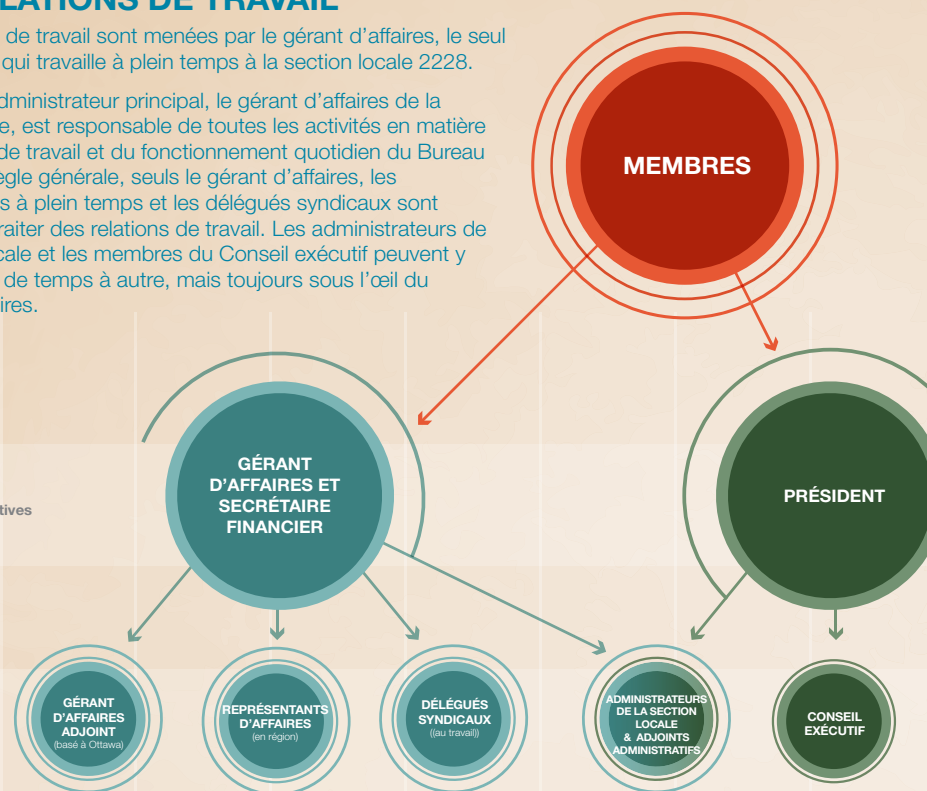 LATIONS DE TRAVAIL
de travail sont menées par le gérant d’affaires, le seul
qui travaille à plein temps à la section locale 2228.
dministrateur principal, le gérant d’affaires de la
e, est responsable de toutes les activités en matière
de travail et du fonctionnement quotidien du Bureau
egle générale, seuls le gérant d’affaires, les
s à plein temps et les délégués syndicaux sont
raiter des relations de travail. Les administrateurs de
cale et les membres du Conseil exécutif peuvent y
de temps à autre, mais toujours sous l’œil du
ires.
MEMBRES
GÉRANT
D’AFFAIRES ET
SECRÉTAIRE
FINANCIER
PRÉSIDENT
tives
GÉRANT
D’AFFAIRES
ADJOINT
(basé à Ottawa)
REPRÉSENTANTS
D’AFFAIRES
(en région)
DÉLÉGUÉS
SYNDICAUX
((au travail))
ADMINISTRATEURS
DE LA SECTION
LOCALE
& ADJOINTS
ADMINISTRATIFS
CONSEIL
EXÉCUTIF